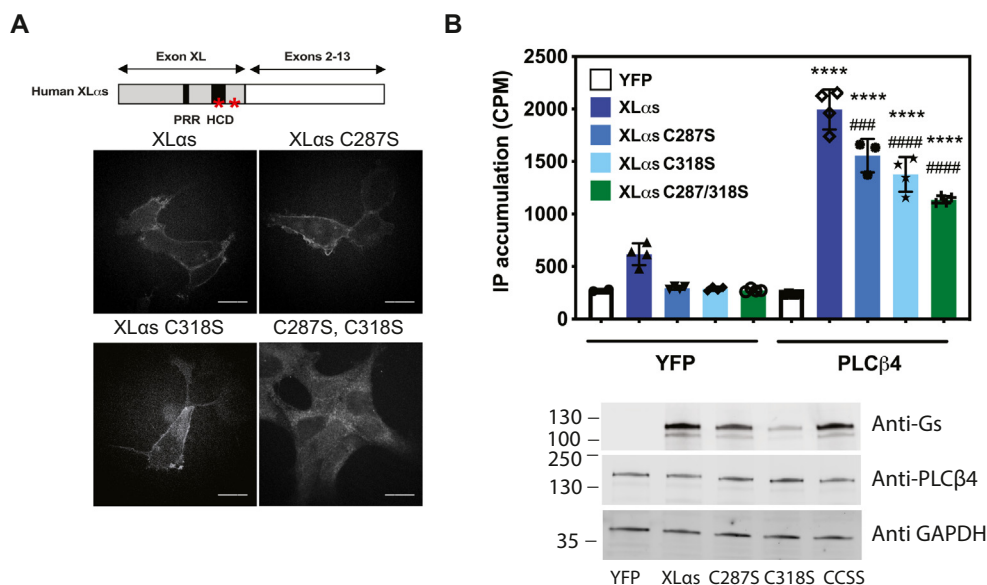 A
Exon XL
Exons 2-13
Human XLαs
* *
PRR HCD
XLαs
XLαs C287S
XLαs C318S
C287S, C318S
B
IP accumulation (CPM)
2500
2000
1500
1000
500
0
YFP
XLαs
XLαs C287S
XLαs C318S
XLαs C287/318S
****
****
###
****
####
****
####
YFP
PLCβ4
130
100
Anti-Gs
250
130
Anti-PLCβ4
35
Anti GAPDH
YFP XLαs C287S C318S CCSS